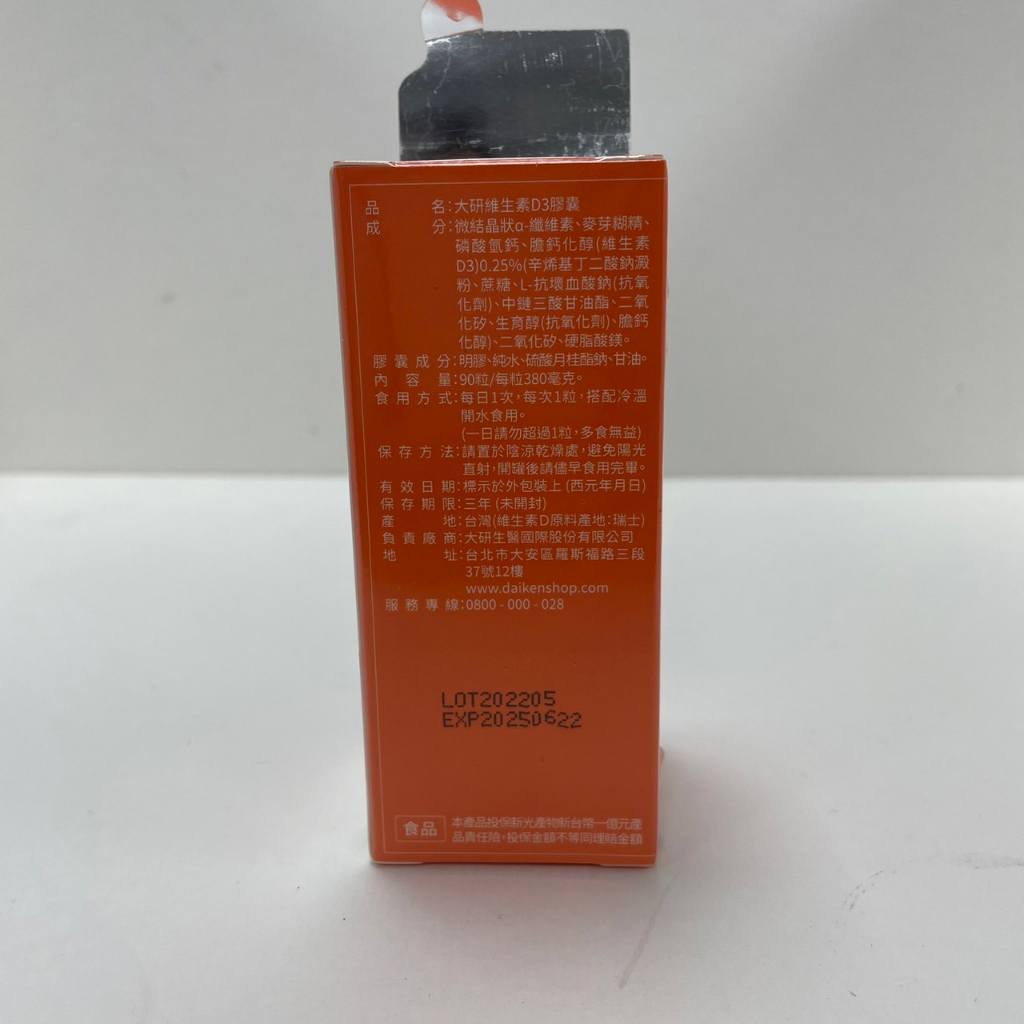 品名:大研維生素D3膠囊
成分:微結晶狀α-纖維素、麥芽糊精、
磷酸氫鈣、膽鈣化醇(維生素
D3)0.25%(辛烯基丁二酸鈉澱
粉、蔗糖、L-抗壞血酸鈉(抗氧
化劑)、中鏈三酸甘油酯、二氧
化矽、生育醇(抗氧化劑)、膽鈣
化醇)、二氧化矽、硬脂酸鎂。
膠囊成分:明膠、純水、硫酸月桂酯鈉、甘油。
內容量:90粒/每粒380毫克。
食用方式:每日1次,每次1粒,搭配冷溫
開水食用。
(一日請勿超過1粒,多食無益)
保存方法:請置於陰涼乾燥處,避免陽光
直射,開罐後請儘早食用完畢。
有效日期:標示於外包裝上(西元年月日)
保存期限:三年(未開封)
產地:台灣(維生素D原料產地:瑞士)
負責廠商:大研生醫國際股份有限公司
地址:台北市大安區羅斯福路三段
37號12樓
www.daikenshop.com
服務專線:0800-000-028
LOT202205
EXP20250622
食品 本產品投保新光產物新台幣一億元產
品責任險,投保金額不等同理賠金額